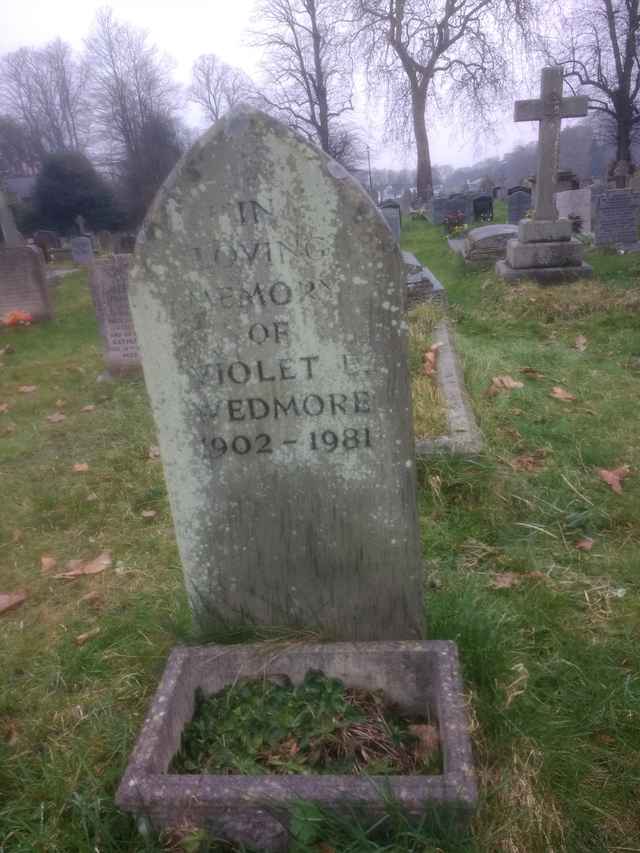 IN
LOVING
MEMORY
OF
VIOLET E.
WEDMORE
1902 - 1981